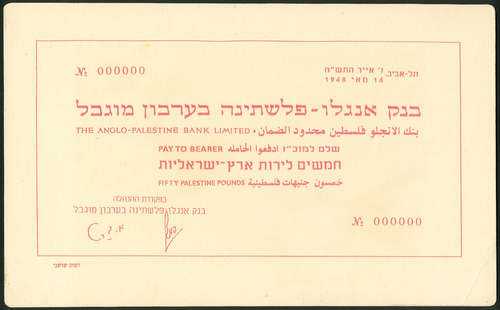 № 000000
תל-אביב, ז' אייר התש"ח
16 מאי 1948
בנק אנגלו-פלשתינה בערבון מוגבל
THE ANGLO-PALESTINE BANK LIMITED • بنك الانجلو فلسطين محدود الضمان
שלם למוכ"ז ادفعوا لحامله PAY TO BEARER
חמשים לירות ארץ-ישראליות
FIFTY PALESTINE POUNDS خمسون جنيهات فلسطينية
בפקודת ההנהלה
בנק אנגלו-פלשתינה בערבון מוגבל
№ 000000
דפוס שושני